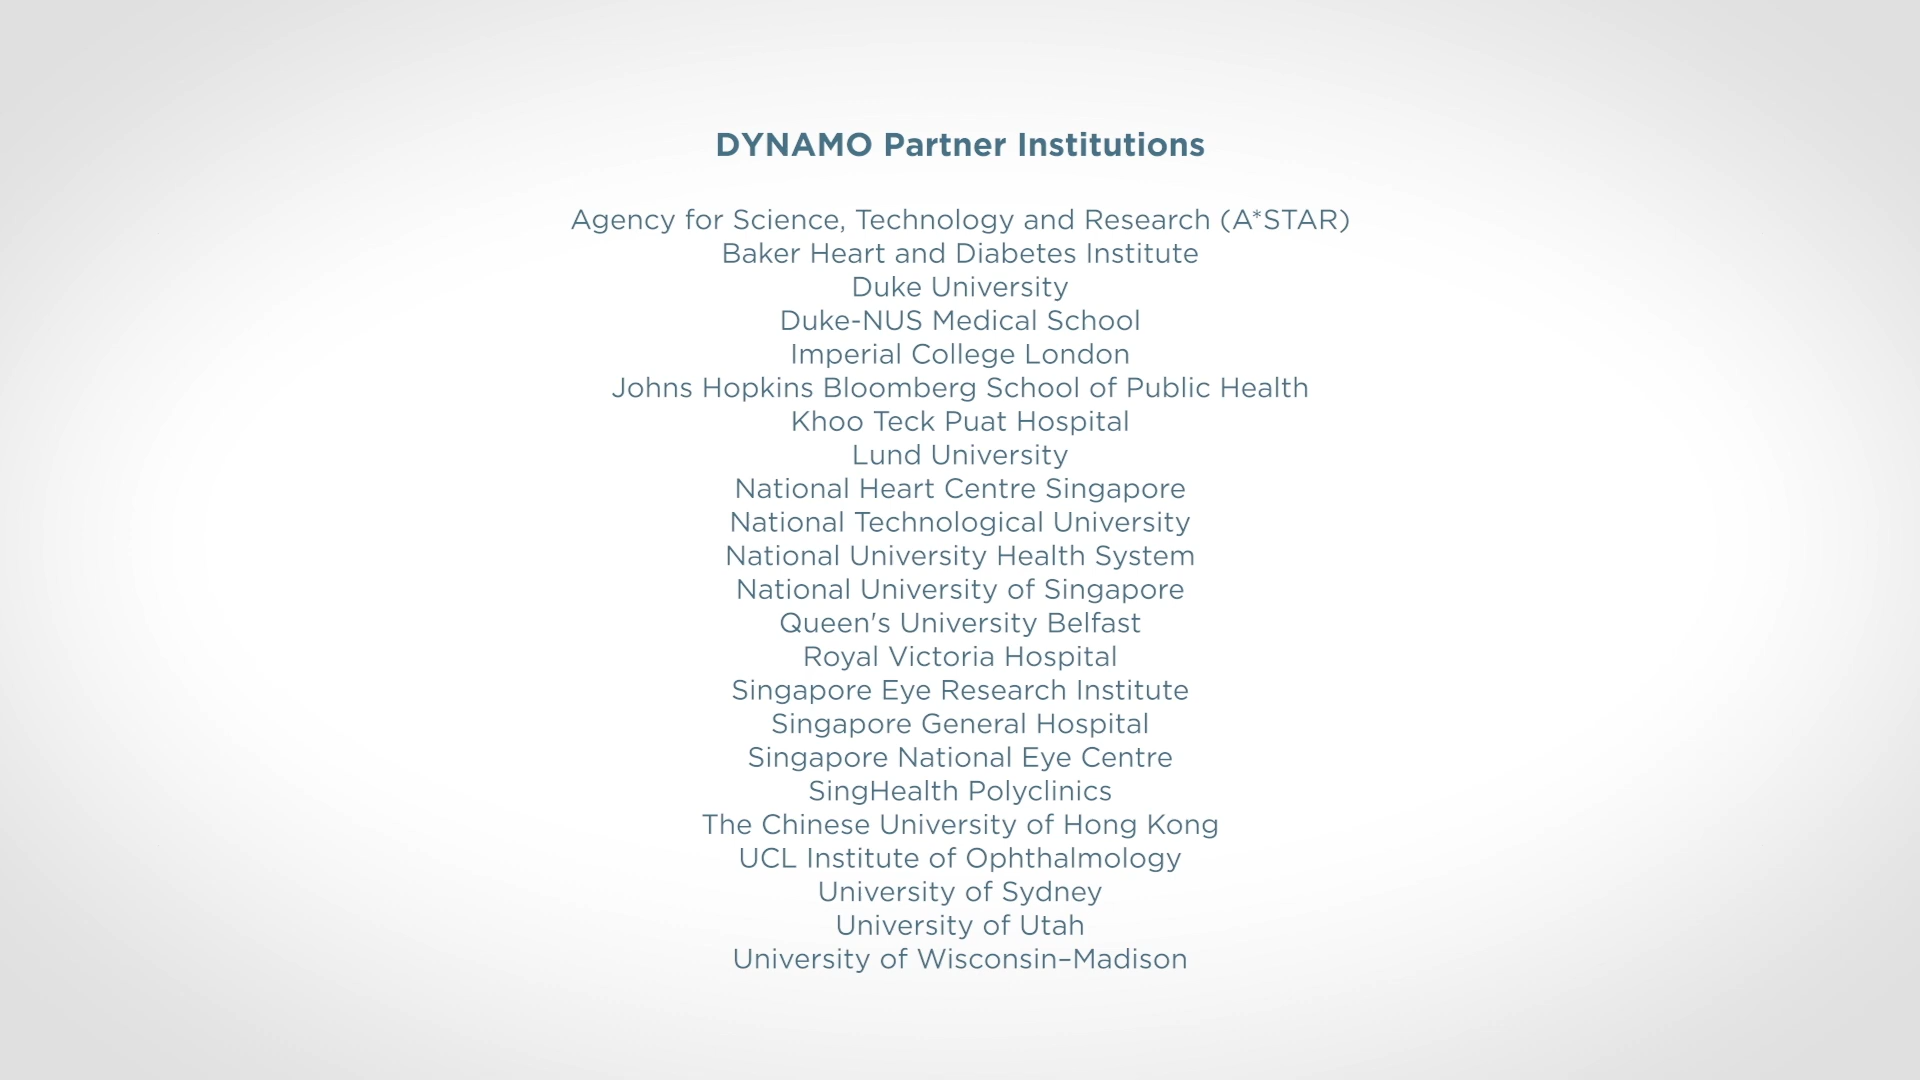 DYNAMO Partner Institutions
Agency for Science, Technology and Research (A*STAR)
Baker Heart and Diabetes Institute
Duke University
Duke-NUS Medical School
Imperial College London
Johns Hopkins Bloomberg School of Public Health
Khoo Teck Puat Hospital
Lund University
National Heart Centre Singapore
National Technological University
National University Health System
National University of Singapore
Queen's University Belfast
Royal Victoria Hospital
Singapore Eye Research Institute
Singapore General Hospital
Singapore National Eye Centre
SingHealth Polyclinics
The Chinese University of Hong Kong
UCL Institute of Ophthalmology
University of Sydney
University of Utah
University of Wisconsin–Madison